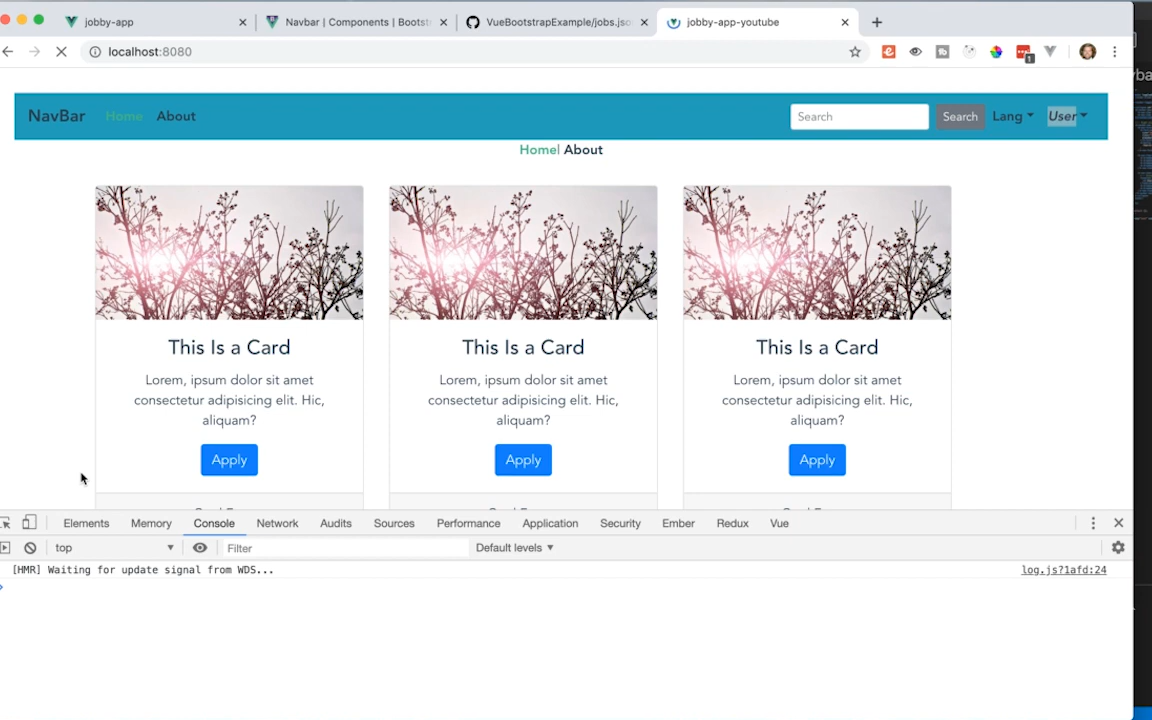 jobby-app
Navbar | Components | Bootst
VueBootstrapExample/jobs.jso
jobby-app-youtube
localhost:8080
1
NavBar Home About
Search
Search
Lang
User
Home| About
This Is a Card
Lorem, ipsum dolor sit amet
consectetur adipisicing elit. Hic,
aliquam?
Apply
This Is a Card
Lorem, ipsum dolor sit amet
consectetur adipisicing elit. Hic,
aliquam?
Apply
This Is a Card
Lorem, ipsum dolor sit amet
consectetur adipisicing elit. Hic,
aliquam?
Apply
Elements Memory Console Network Audits Sources Performance Application Security Ember Redux Vue
top
Filter
Default levels
[HMR] Waiting for update signal from WDS...
log.js?1afd:24